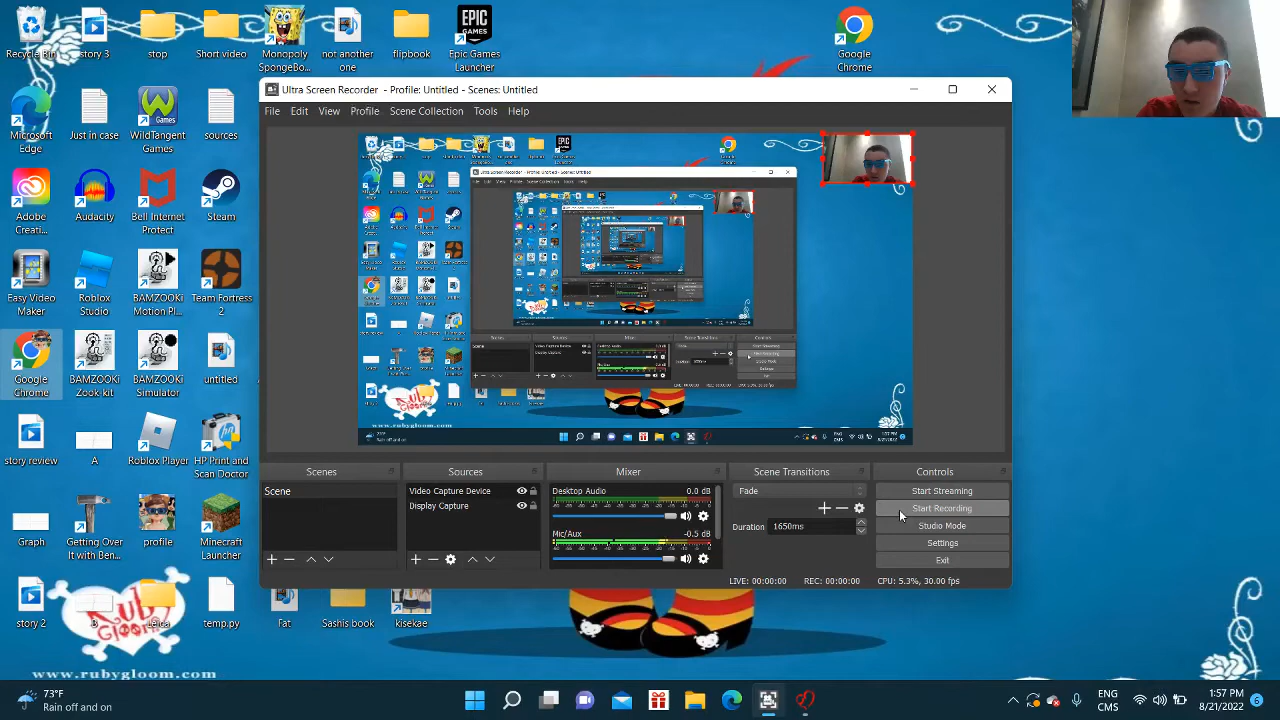 Recycle Bin
story 3
stop
Short video
Monopoly
SpongeBo...
not another
one
flipbook
Epic Games
Launcher
Google
Chrome
EPIC
GAMES
Ultra Screen Recorder - Profile: Untitled - Scenes: Untitled
File Edit View Profile Scene Collection Tools Help
Microsoft
Edge
Just in case
WildTangent
Games
sources
Adobe
Creati...
Audacity
Bell Internet
Protect
Steam
Easy Video
Maker
Roblox
Studio
BAMZOOKi
Motion Pl...
Team Fortress
2
Google
Chrome
BAMZOOKi
Zook-kit
BAMZOOKi
Simulator
untitled
story review
A
Roblox Player
HP Print and
Scan Doctor
Graph
Getting Over
It with Ben...
profile
Minecraft
Launcher
story 2
B
Leica
temp.py
Fat
Sashis book
kisekae
Ruby
Gloom
www.rubygloom.com
Scenes
Sources
Mixer
Scene Transitions
Controls
Scene
Video Capture Device
Display Capture
Desktop Audio 0.0 dB
Mic/Aux -0.5 dB
Fade
Duration 1650ms
Start Streaming
Start Recording
Studio Mode
Settings
Exit
LIVE: 00:00:00 REC: 00:00:00 CPU: 5.3%, 30.00 fps
73°F
Rain off and on
ENG
CMS
1:57 PM
8/21/2022
6